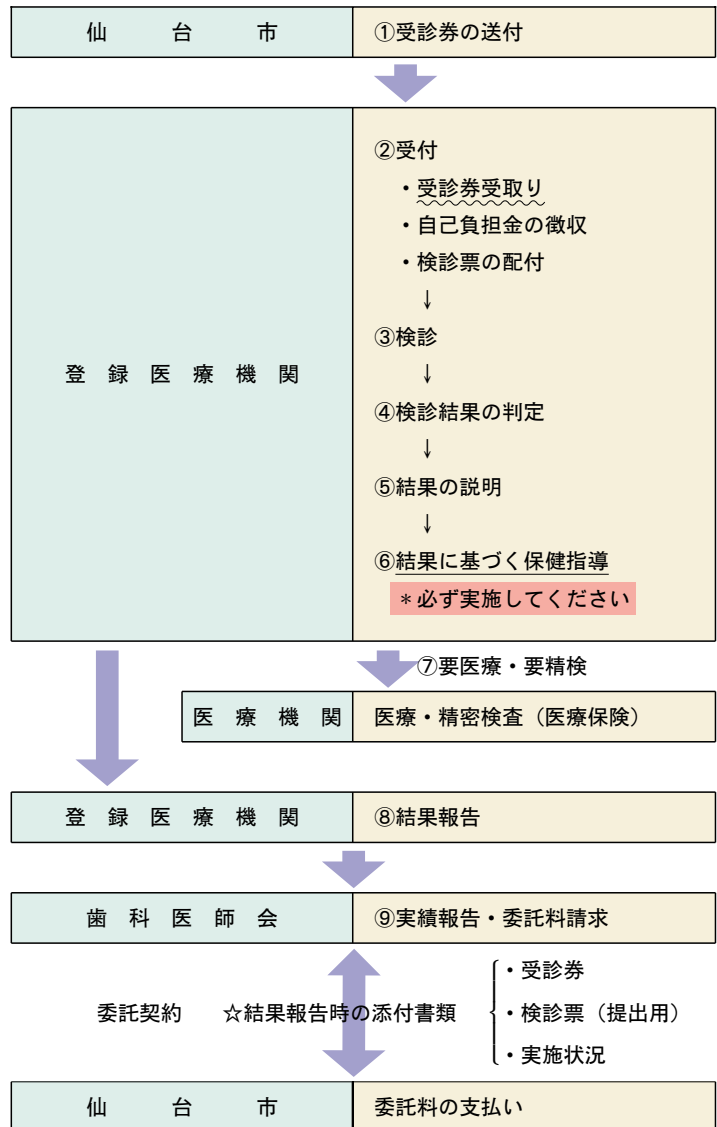 仙台市 ①受診券の送付
②受付
・受診券受取り
・自己負担金の徴収
・検診票の配付
↓
③検診
登録医療機関
↓
④検診結果の判定
↓
⑤結果の説明
↓
⑥結果に基づく保健指導
＊必ず実施してください
⑦要医療・要精検
医療機関 医療・精密検査（医療保険）
登録医療機関 ⑧結果報告
歯科医師会 ⑨実績報告・委託料請求
・受診券
委託契約 ☆結果報告時の添付書類 ・検診票（提出用）
・実施状況
仙台市 委託料の支払い